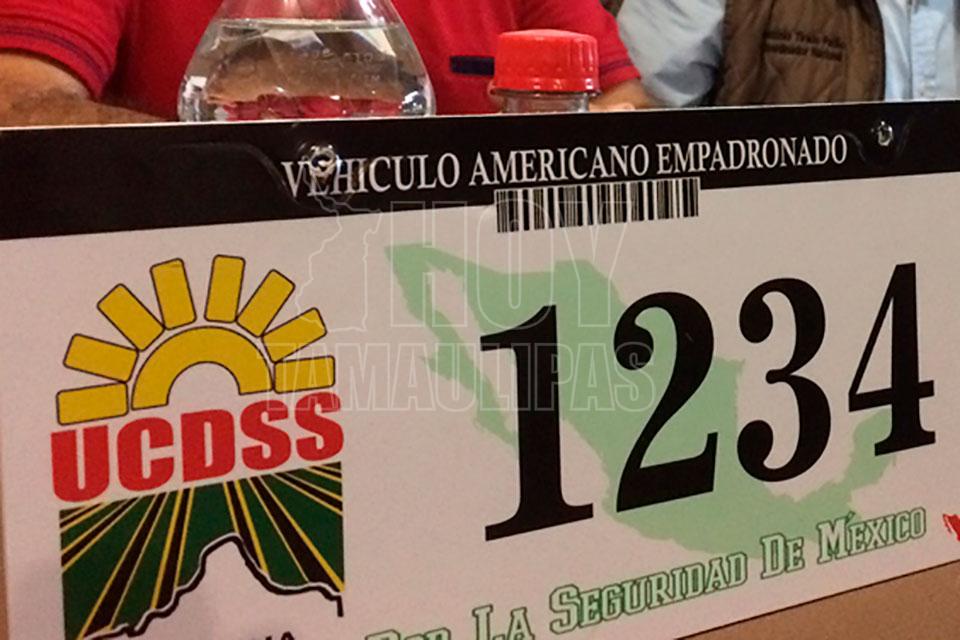 VEHICULO AMERICANO EMPADRONADO
HOY
TAMAULIPAS
1234
UCDSS
POR LA SEGURIDAD DE MÉXICO